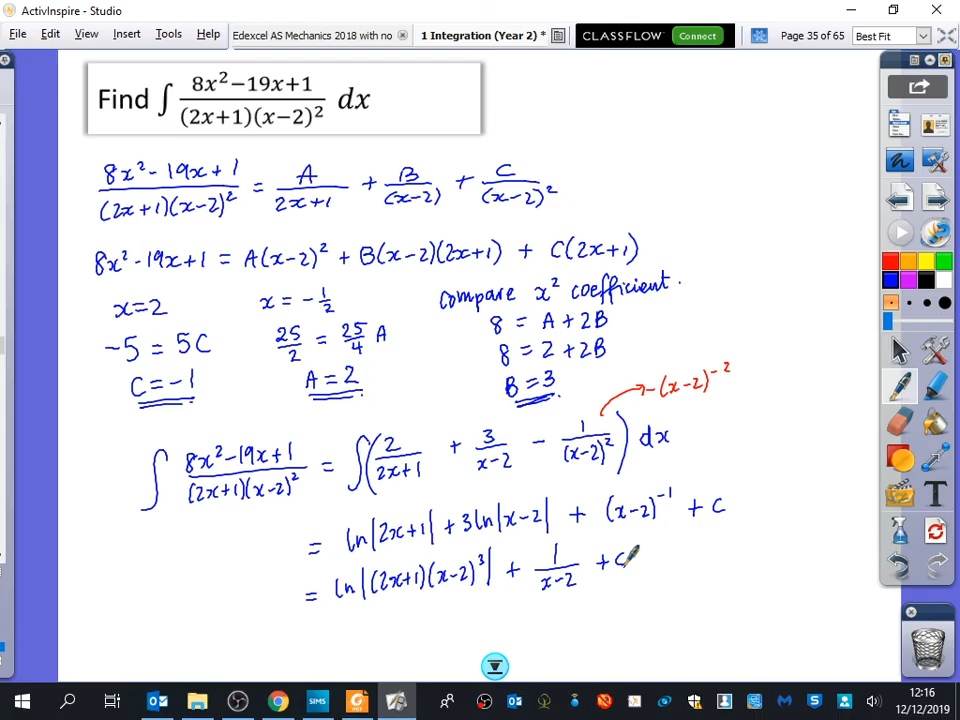 ActivInspire
File Edit View Insert Tools Help Edexcel AS Mechanics 2018 with no 1 Integration (Year 2) * CLASSFLOW Connect Page 35 of 65 Best Fit
Find ∫ (8x²−19x+1)/((2x+1)(x−2)²) dx
(8x²−19x+1)/((2x+1)(x−2)²) = A/(2x+1) + B/(x−2) + C/(x−2)²
8x²−19x+1 = A(x−2)² + B(x−2)(2x+1) + C(2x+1)
x=2 x=−1/2 compare x² coefficient.
−5 = 5C 25/2 = 25/4 A 8 = A+2B
8 = 2+2B
C=−1 A=2 B=3
−(x−2)⁻²
∫ (8x²−19x+1)/((2x+1)(x−2)²) = ∫(2/(2x+1) + 3/(x−2) − 1/(x−2)²) dx
= ln|2x+1| + 3ln|x−2| + (x−2)⁻¹ + C
= ln|(2x+1)(x−2)³| + 1/(x−2) + C
SIMS
T
12:16
12/12/2019